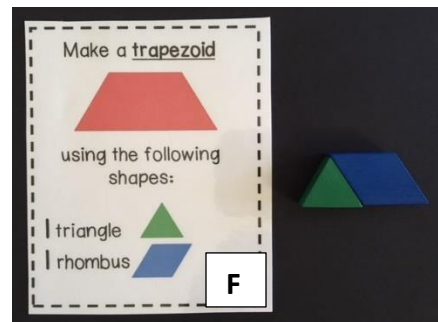 Make a trapezoid
using the following
shapes:
1 triangle
1 rhombus
F